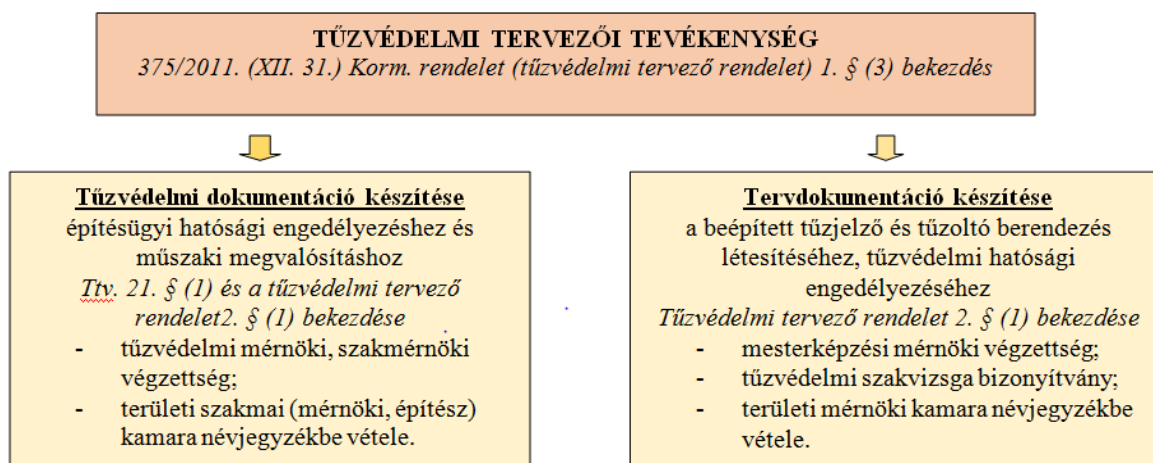 TŰZVÉDELMI TERVEZŐI TEVÉKENYSÉG
375/2011. (XII. 31.) Korm. rendelet (tűzvédelmi tervező rendelet) 1. § (3) bekezdés
Tűzvédelmi dokumentáció készítése
építésügyi hatósági engedélyezéshez és
műszaki megvalósításhoz
Ttv. 21. § (1) és a tűzvédelmi tervező
rendelet2. § (1) bekezdése
- tűzvédelmi mérnöki, szakmérnöki
végzettség;
- területi szakmai (mérnöki, építész)
kamara névjegyzékbe vétele.
Tervdokumentáció készítése
a beépített tűzjelző és tűzoltó berendezés
létesítéséhez, tűzvédelmi hatósági
engedélyezéséhez
Tűzvédelmi tervező rendelet 2. § (1) bekezdése
- mesterképzési mérnöki végzettség;
- tűzvédelmi szakvizsga bizonyítvány;
- területi mérnöki kamara névjegyzékbe
vétele.